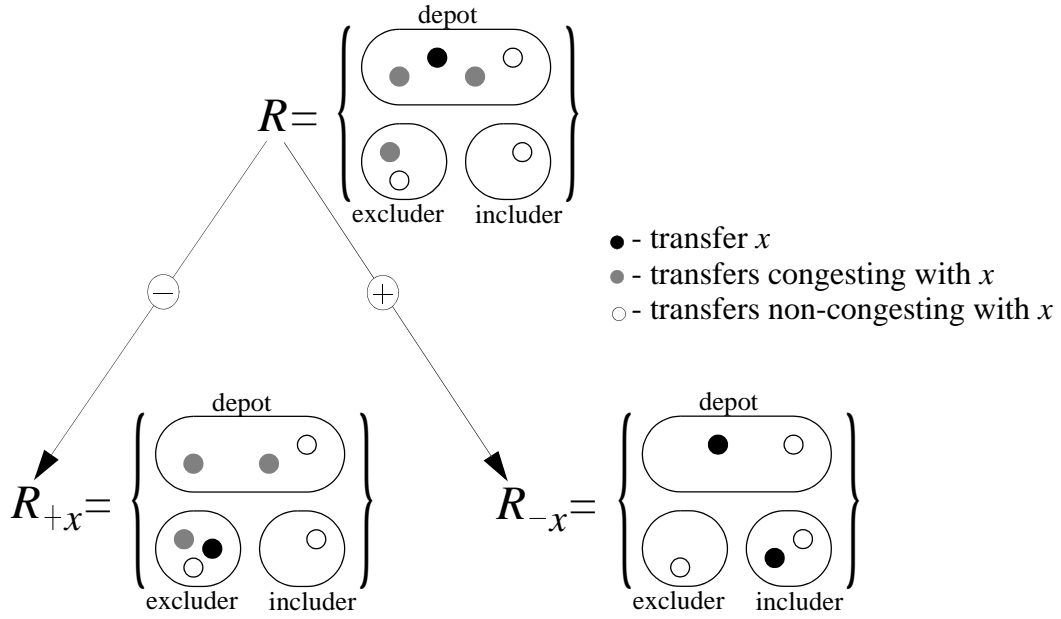 depot
R=
excluder includer
- transfer x
- transfers congesting with x
- transfers non-congesting with x
−
+
depot
R+x=
excluder includer
depot
R−x=
excluder includer